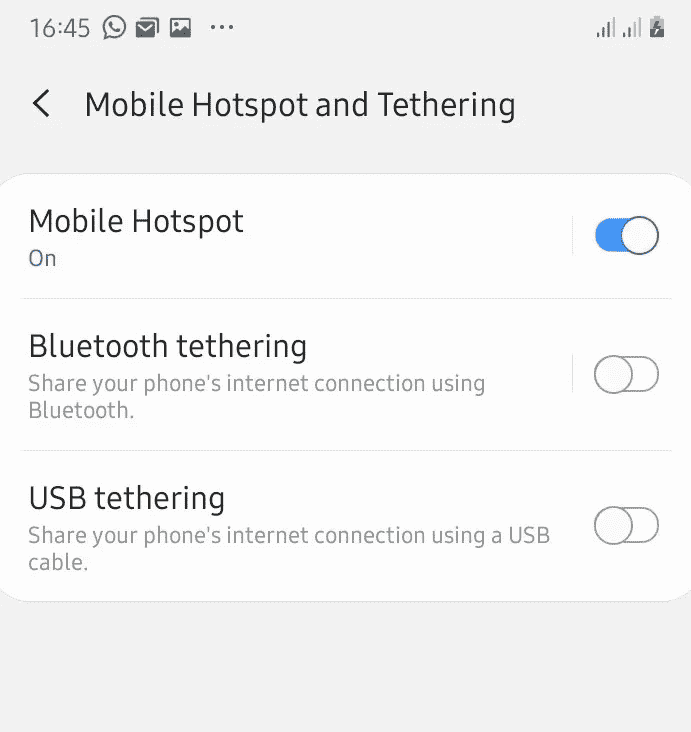 16:45
Mobile Hotspot and Tethering
Mobile Hotspot
On
Bluetooth tethering
Share your phone's internet connection using
Bluetooth.
USB tethering
Share your phone's internet connection using a USB
cable.